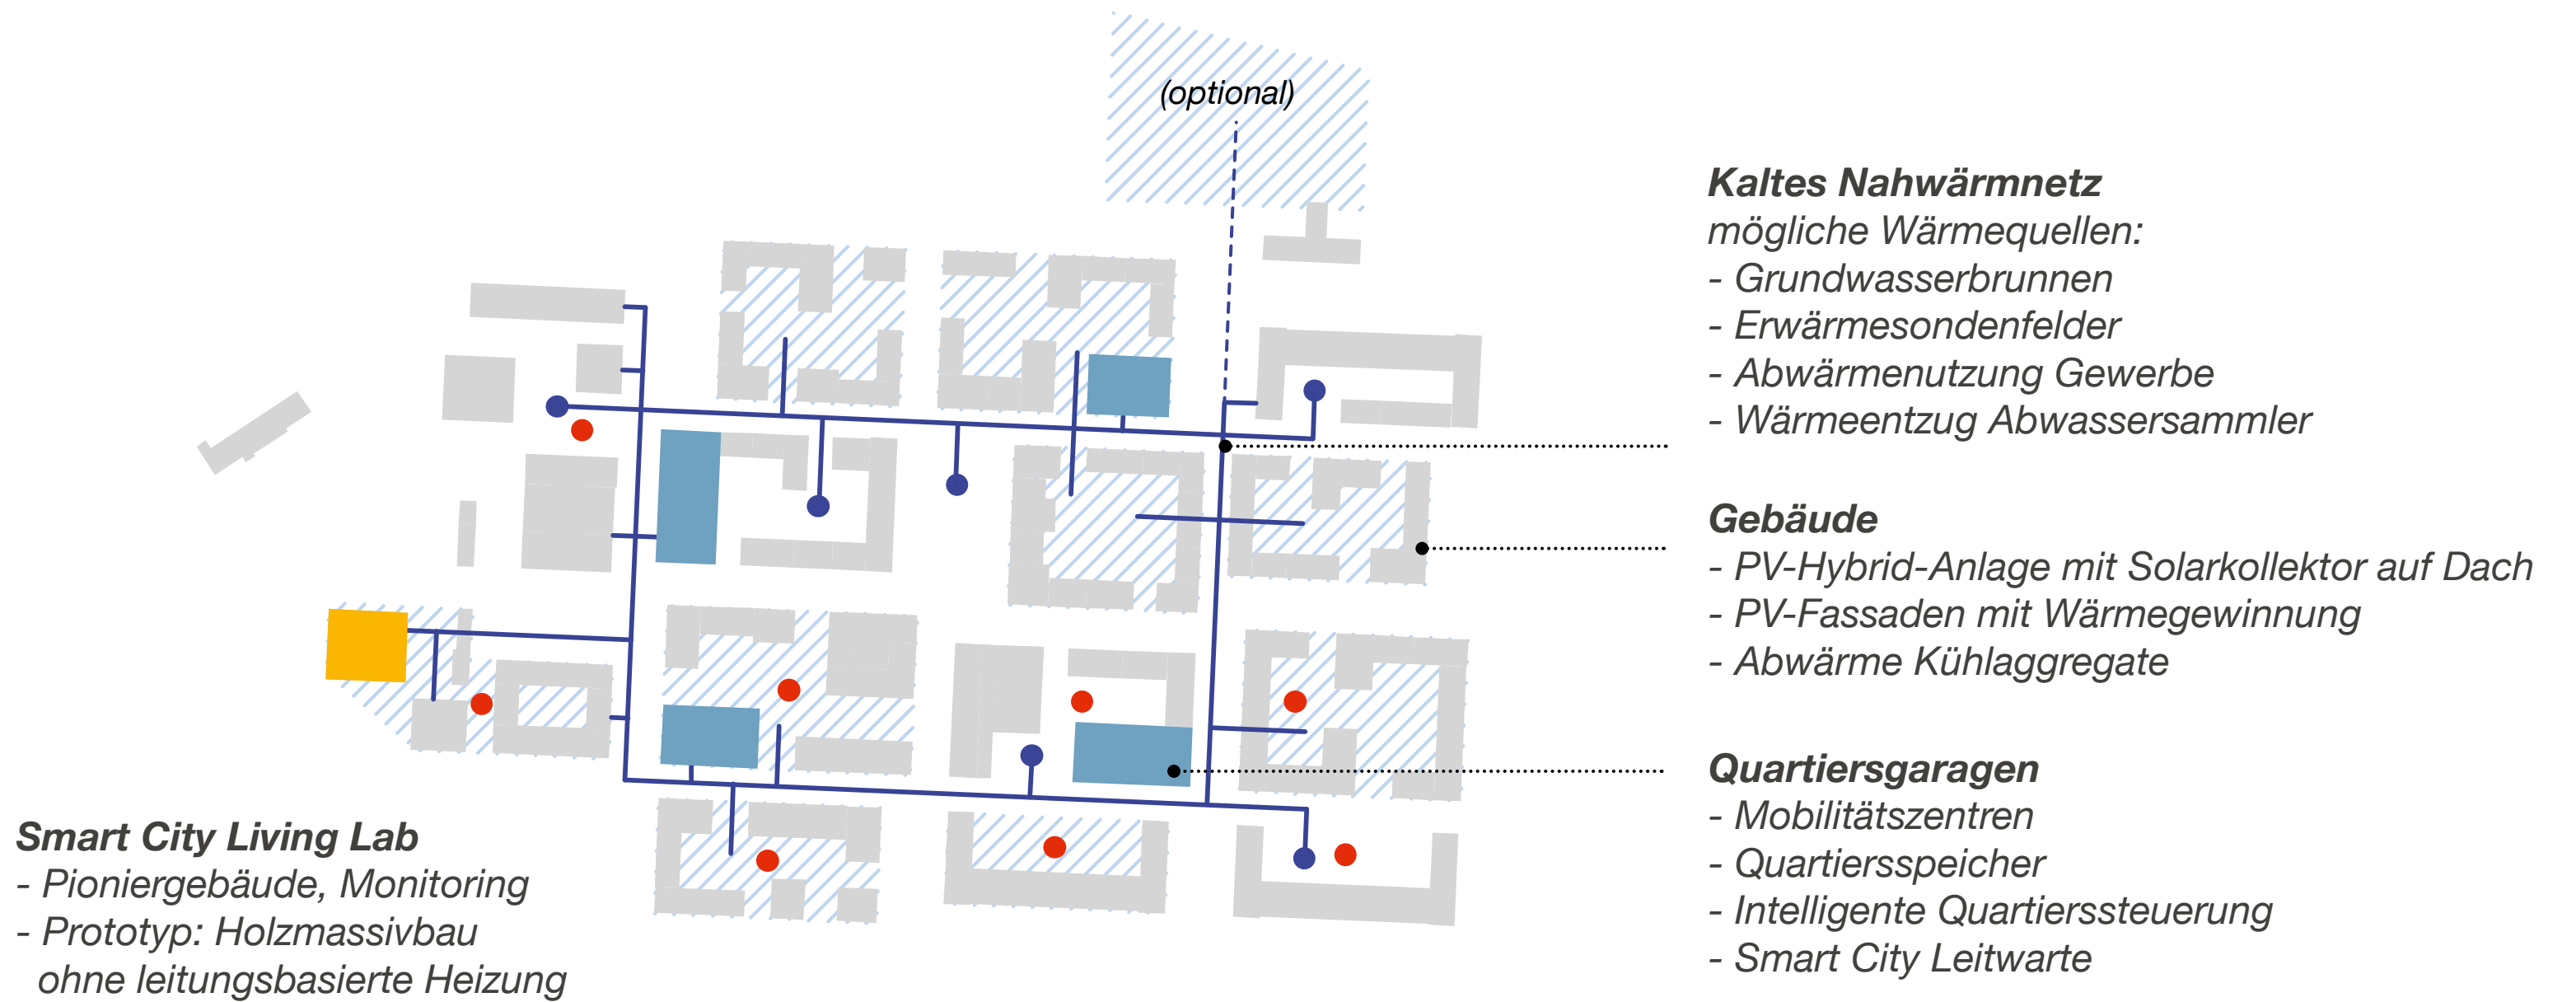 (optional)
Kaltes Nahwärmnetz
mögliche Wärmequellen:
- Grundwasserbrunnen
- Erwärmesondenfelder
- Abwärmenutzung Gewerbe
- Wärmeentzug Abwassersammler
Gebäude
- PV-Hybrid-Anlage mit Solarkollektor auf Dach
- PV-Fassaden mit Wärmegewinnung
- Abwärme Kühlaggregate
Quartiersgaragen
- Mobilitätszentren
- Quartiersspeicher
- Intelligente Quartierssteuerung
- Smart City Leitwarte
Smart City Living Lab
- Pioniergebäude, Monitoring
- Prototyp: Holzmassivbau
ohne leitungsbasierte Heizung